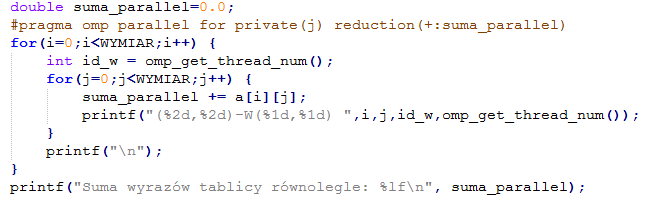 double suma_parallel=0.0;
#pragma omp parallel for private(j) reduction(+:suma_parallel)
for(i=0;i<WYMIAR;i++) {
int id_w = omp_get_thread_num();
for(j=0;j<WYMIAR;j++) {
suma_parallel += a[i][j];
printf("(%2d,%2d)-W(%1d,%1d) ",i,j,id_w,omp_get_thread_num());
}
printf("\n");
}
printf("Suma wyrazów tablicy równolegle: %lf\n", suma_parallel);